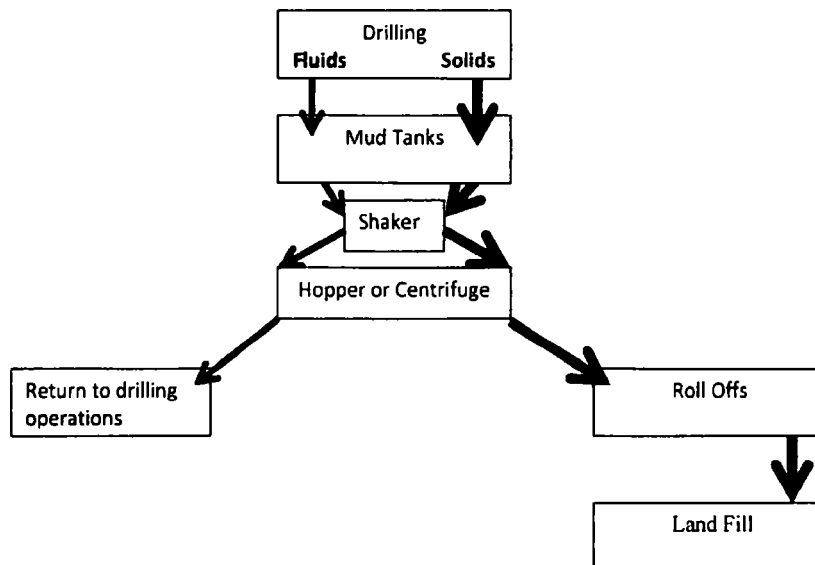 Drilling
Fluids Solids
Mud Tanks
Shaker
Hopper or Centrifuge
Return to drilling
operations
Roll Offs
Land Fill